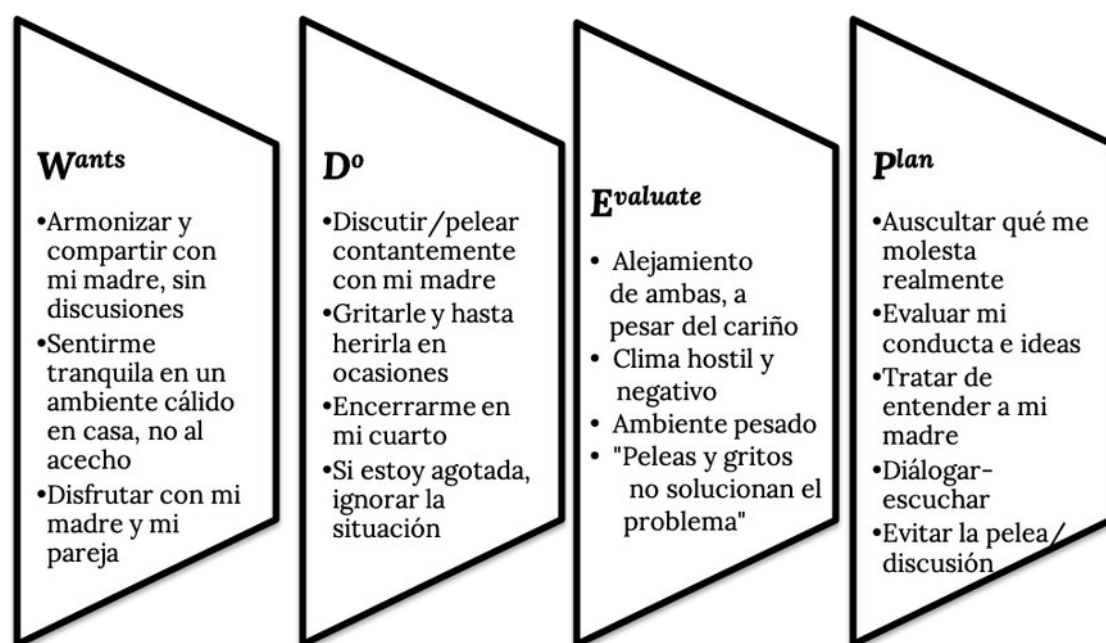 Wants
•Armonizar y
compartir con
mi madre, sin
discusiones
•Sentirme
tranquila en un
ambiente cálido
en casa, no al
acecho
•Disfrutar con mi
madre y mi
pareja
Do
•Discutir/pelear
contantemente
con mi madre
•Gritarle y hasta
herirla en
ocasiones
•Encerrarme en
mi cuarto
•Si estoy agotada,
ignorar la
situación
Evaluate
• Alejamiento
de ambas, a
pesar del cariño
• Clima hostil y
negativo
• Ambiente pesado
• "Peleas y gritos
no solucionan el
problema"
Plan
•Auscultar qué me
molesta
realmente
•Evaluar mi
conducta e ideas
•Tratar de
entender a mi
madre
•Diálogar-
escuchar
•Evitar la pelea/
discusión